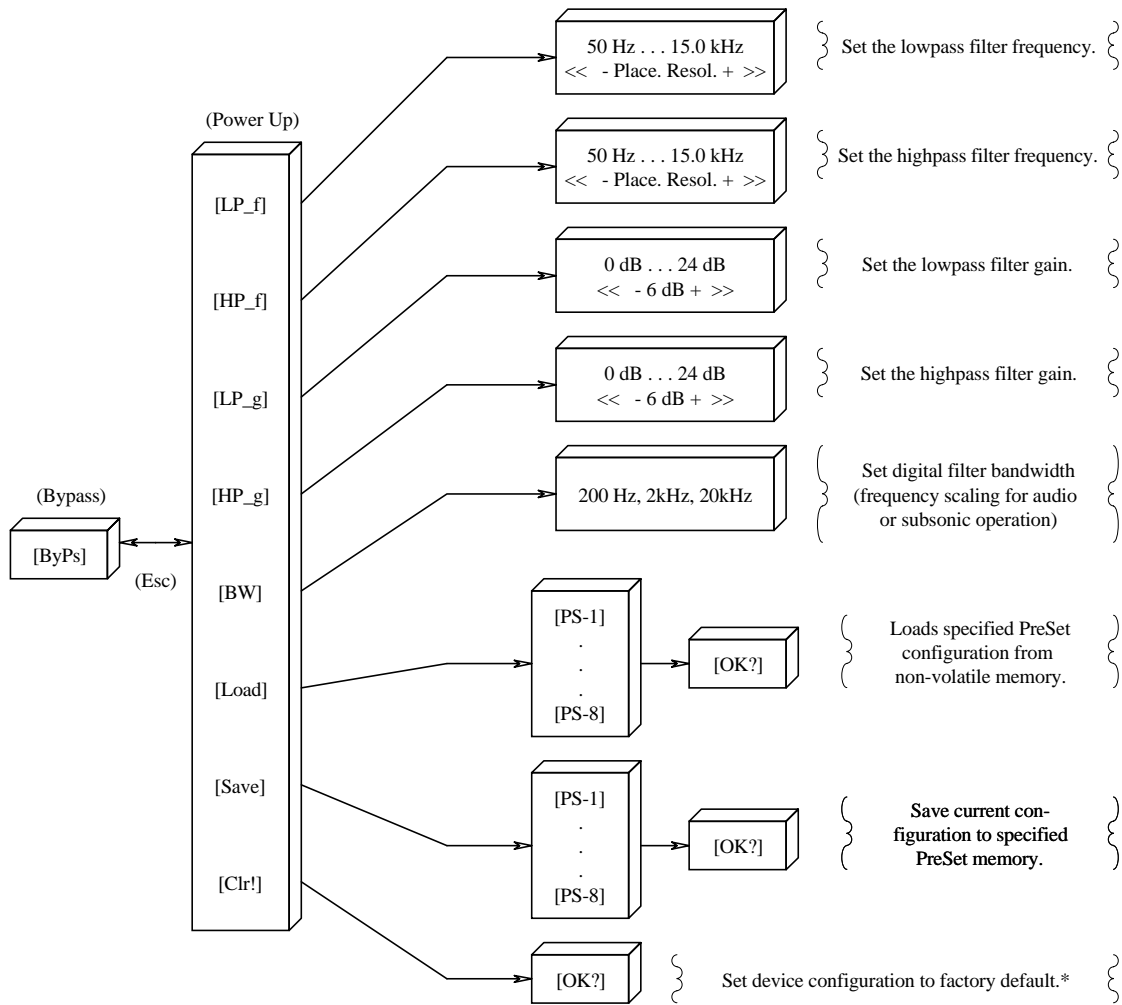 50 Hz . . . 15.0 kHz
<< - Place. Resol. + >>
Set the lowpass filter frequency.
(Power Up)
50 Hz . . . 15.0 kHz
<< - Place. Resol. + >>
Set the highpass filter frequency.
[LP_f]
0 dB . . . 24 dB
<< - 6 dB + >>
Set the lowpass filter gain.
[HP_f]
0 dB . . . 24 dB
<< - 6 dB + >>
Set the highpass filter gain.
[LP_g]
200 Hz, 2kHz, 20kHz
Set digital filter bandwidth
(frequency scaling for audio
or subsonic operation)
[HP_g]
(Bypass)
[ByPs]
(Esc)
[BW]
[PS-1]
.
.
.
[PS-8]
[OK?]
Loads specified PreSet
configuration from
non-volatile memory.
[Load]
[Save]
[PS-1]
.
.
.
[PS-8]
[OK?]
Save current con-
figuration to specified
PreSet memory.
[Clr!]
[OK?]
Set device configuration to factory default.*